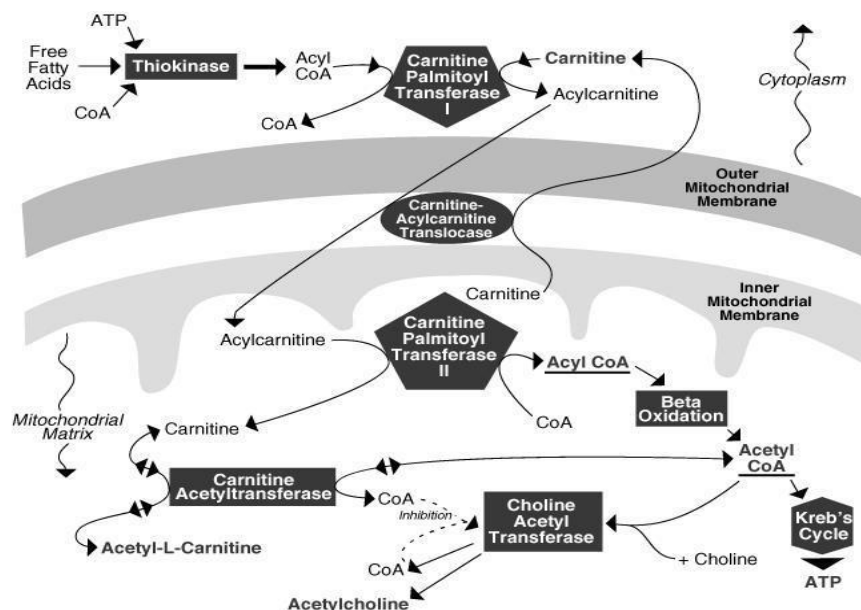 ATP
Free
Fatty
Acids
Thiokinase
CoA
Acyl
CoA
CoA
Carnitine
Palmitoyl
Transferase
I
Carnitine
Acylcarnitine
Cytoplasm
Outer
Mitochondrial
Membrane
Carnitine-
Acylcarnitine
Translocase
Carnitine
Inner
Mitochondrial
Membrane
Acylcarnitine
Carnitine
Palmitoyl
Transferase
II
Acyl CoA
CoA
Beta
Oxidation
Mitochondrial
Matrix
Carnitine
Carnitine
Acetyltransferase
Acetyl-L-Carnitine
CoA
Inhibition
Choline
Acetyl
Transferase
CoA
Acetylcholine
Acetyl
CoA
+ Choline
Kreb's
Cycle
ATP